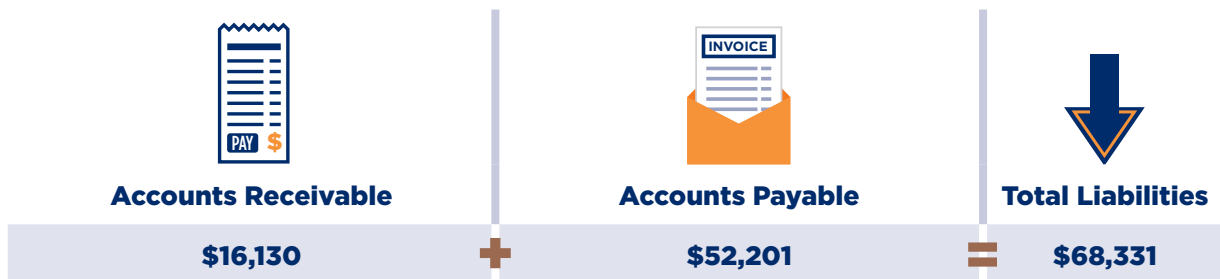 PAY $
INVOICE
Accounts Receivable
Accounts Payable
Total Liabilities
$16,130 + $52,201 = $68,331